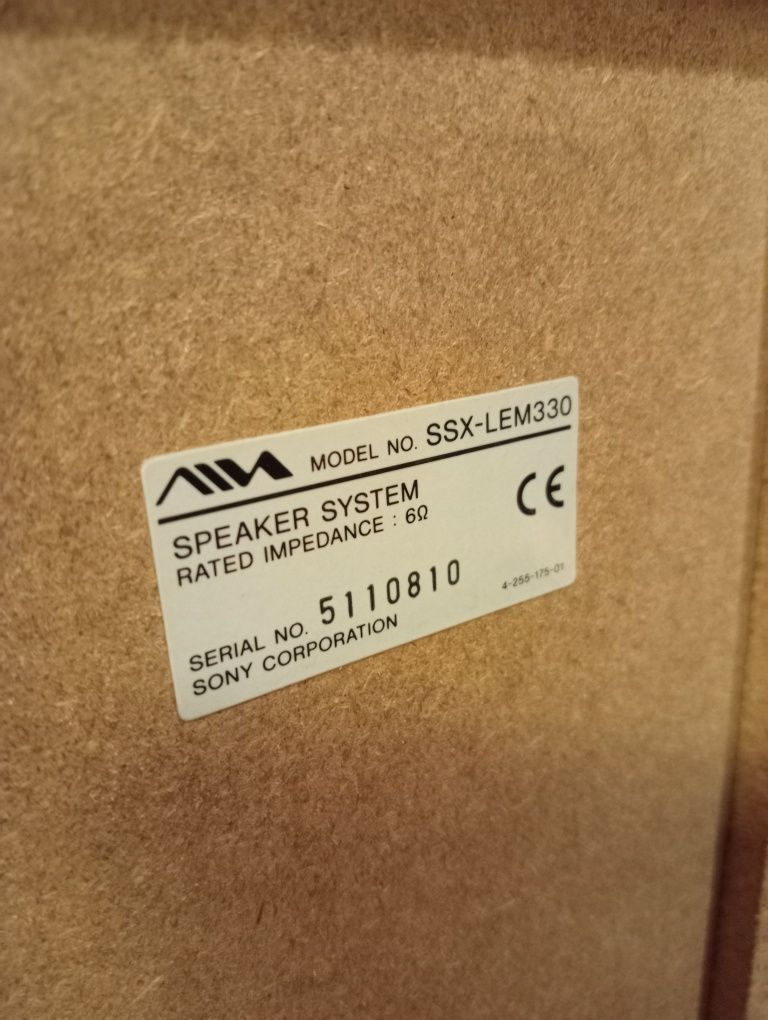 AIWA MODEL NO. SSX-LEM330
SPEAKER SYSTEM
RATED IMPEDANCE : 6Ω
CE
SERIAL NO. 5110810
4-255-175-01
SONY CORPORATION